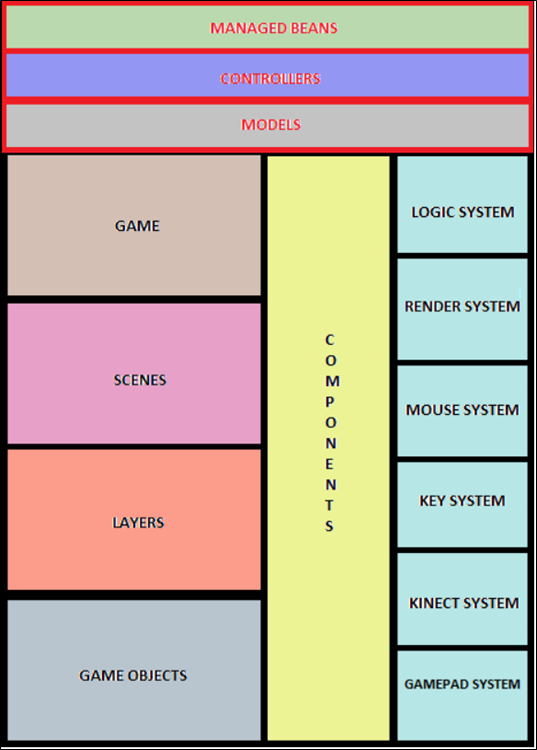 MANAGED BEANS
CONTROLLERS
MODELS
GAME
SCENES
LAYERS
GAME OBJECTS
C
O
M
P
O
N
E
N
T
S
LOGIC SYSTEM
RENDER SYSTEM
MOUSE SYSTEM
KEY SYSTEM
KINECT SYSTEM
GAMEPAD SYSTEM